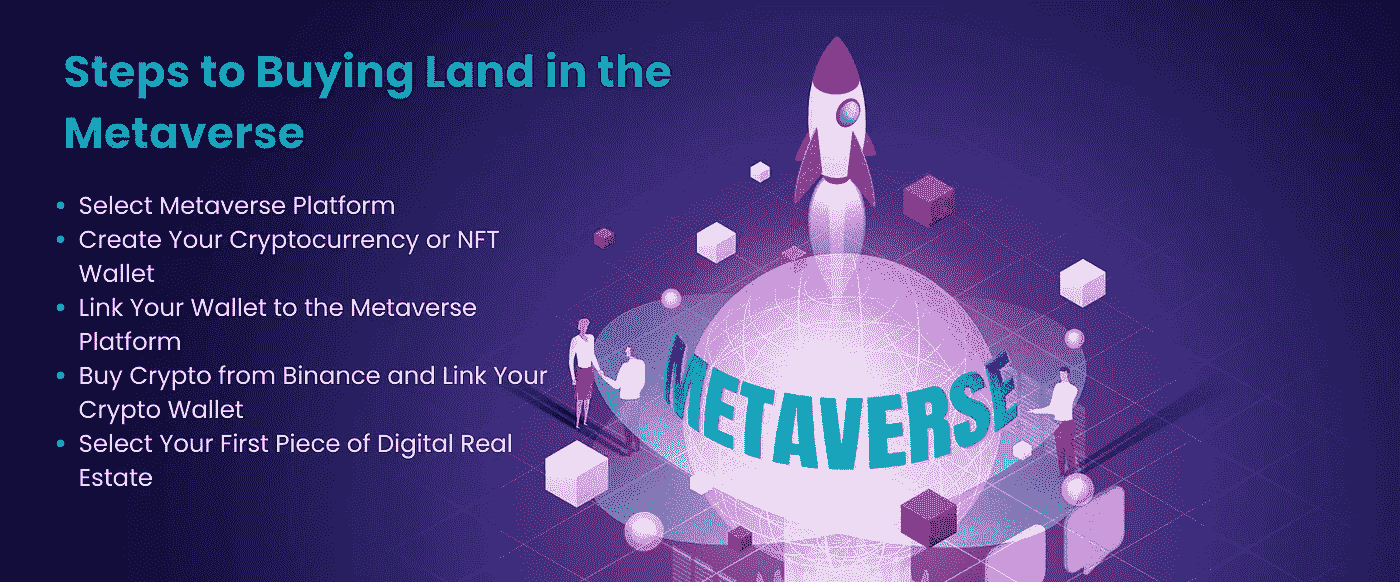 Steps to Buying Land in the
Metaverse
Select Metaverse Platform
Create Your Cryptocurrency or NFT
Wallet
Link Your Wallet to the Metaverse
Platform
Buy Crypto from Binance and Link Your
Crypto Wallet
Select Your First Piece of Digital Real
Estate
METAVERSE